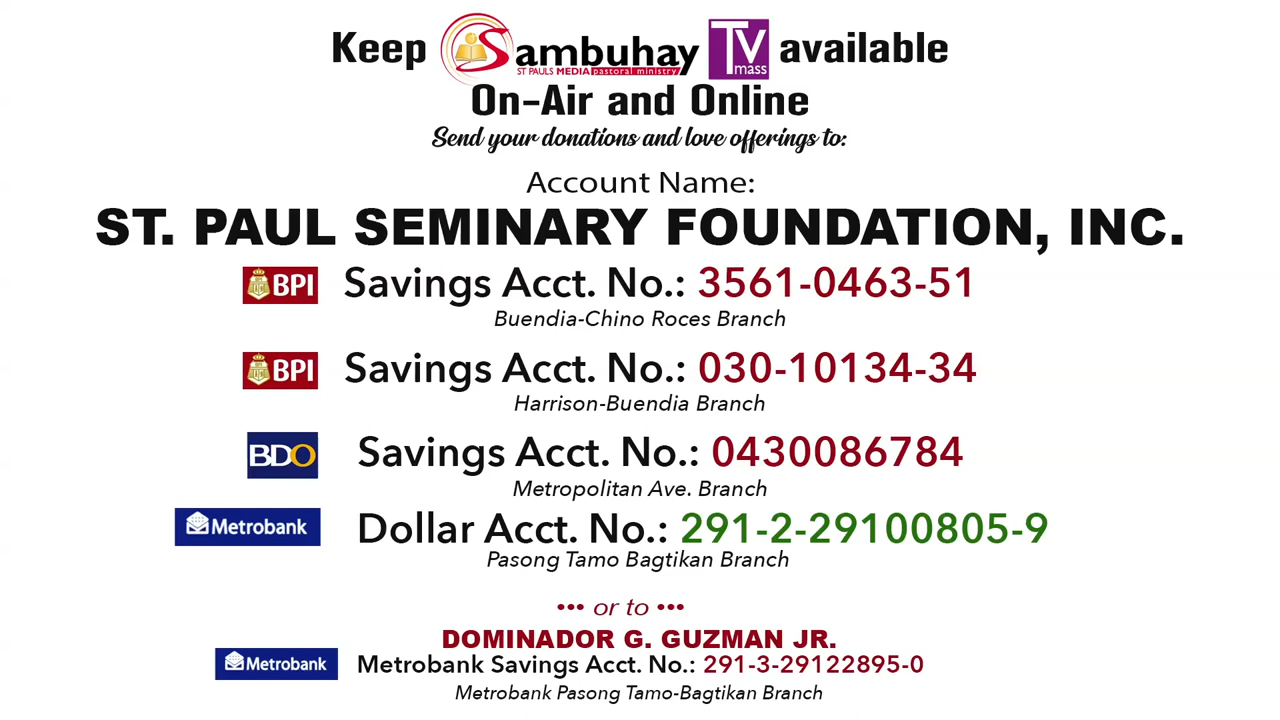 Keep Sambuhay TV mass available
ST PAULS MEDIA pastoral ministry
On-Air and Online
Send your donations and love offerings to:
Account Name:
ST. PAUL SEMINARY FOUNDATION, INC.
BPI Savings Acct. No.: 3561-0463-51
Buendia-Chino Roces Branch
BPI Savings Acct. No.: 030-10134-34
Harrison-Buendia Branch
BDO Savings Acct. No.: 0430086784
Metropolitan Ave. Branch
Metrobank Dollar Acct. No.: 291-2-29100805-9
Pasong Tamo Bagtikan Branch
••• or to •••
DOMINADOR G. GUZMAN JR.
Metrobank Metrobank Savings Acct. No.: 291-3-29122895-0
Metrobank Pasong Tamo-Bagtikan Branch